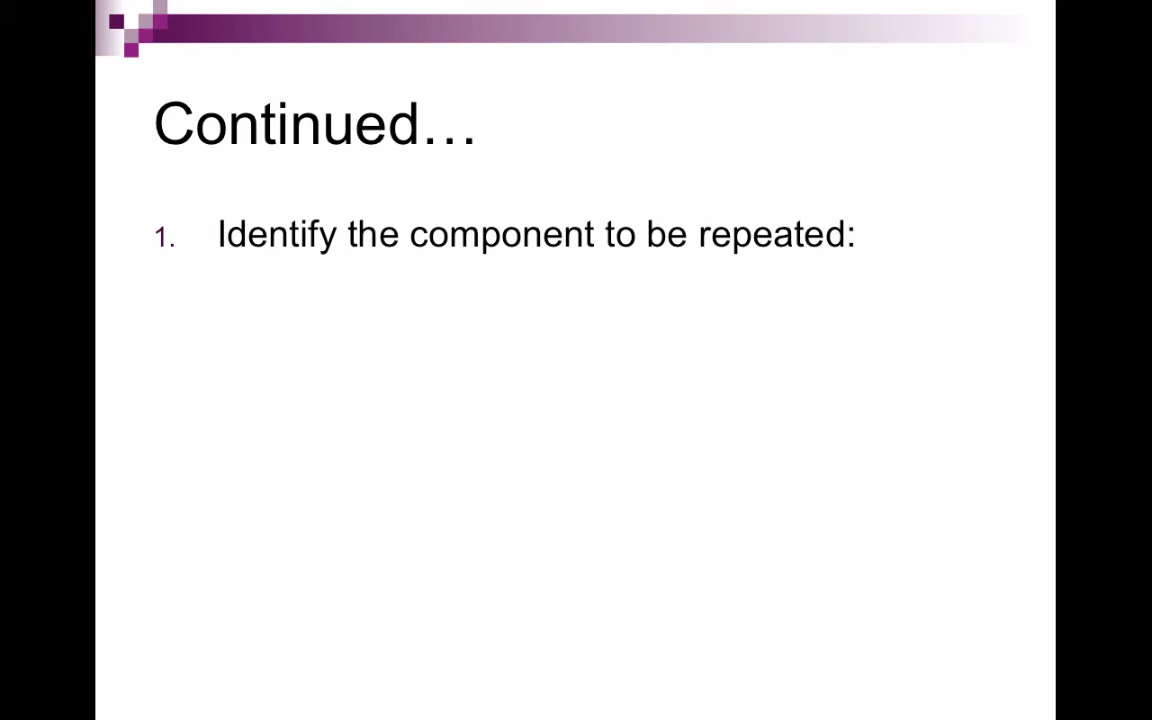 Continued…
1. Identify the component to be repeated: